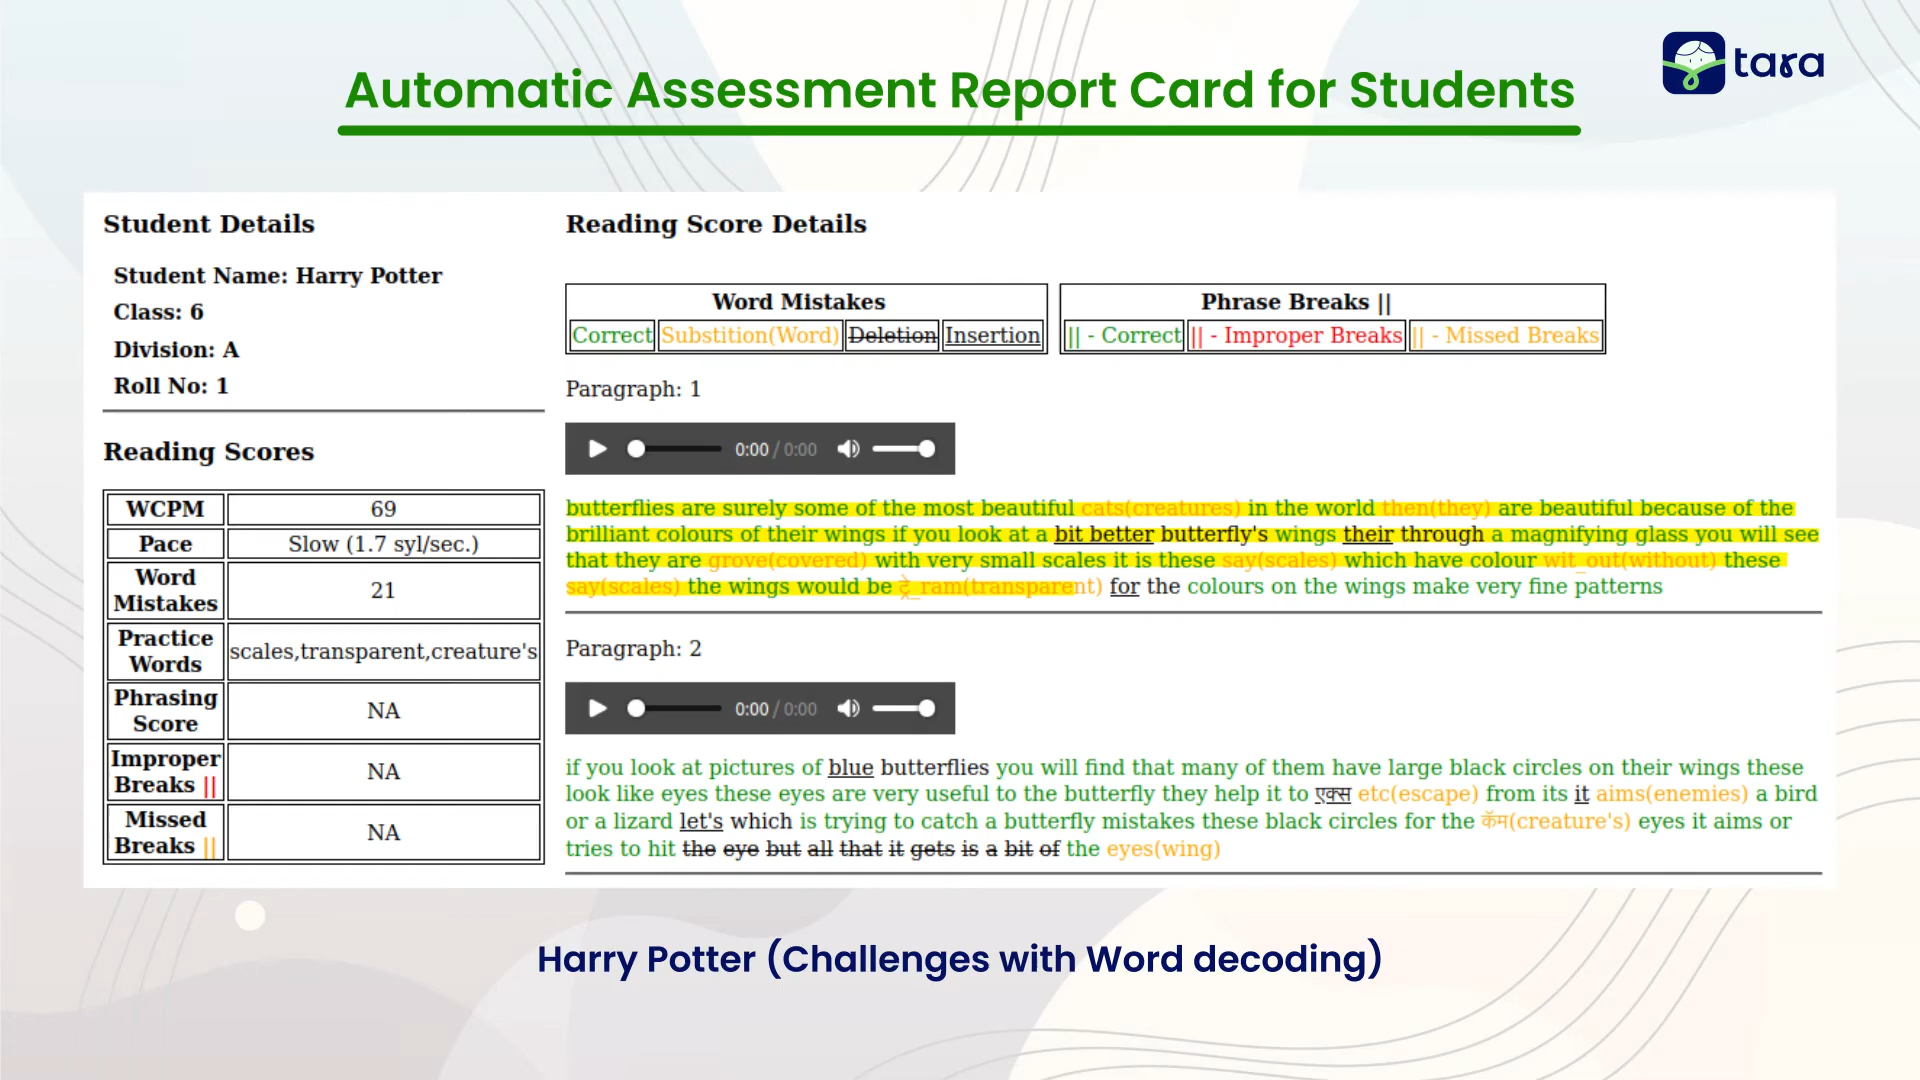 Automatic Assessment Report Card for Students
tara
Student Details
Student Name: Harry Potter
Class: 6
Division: A
Roll No: 1
Reading Scores
WCPM 69
Pace Slow (1.7 syl/sec.)
Word Mistakes 21
Practice Words scales,transparent,creature's
Phrasing Score NA
Improper Breaks || NA
Missed Breaks || NA
Reading Score Details
Word Mistakes
Correct Substition(Word) Deletion Insertion
Phrase Breaks ||
|| - Correct || - Improper Breaks || - Missed Breaks
Paragraph: 1
0:00 / 0:00
butterflies are surely some of the most beautiful cats(creatures) in the world then(they) are beautiful because of the
brilliant colours of their wings if you look at a bit better butterfly's wings their through a magnifying glass you will see
that they are grove(covered) with very small scales it is these say(scales) which have colour wit_out(without) these
say(scales) the wings would be ट्रे_ram(transparent) for the colours on the wings make very fine patterns
Paragraph: 2
0:00 / 0:00
if you look at pictures of blue butterflies you will find that many of them have large black circles on their wings these
look like eyes these eyes are very useful to the butterfly they help it to एक्स etc(escape) from its it aims(enemies) a bird
or a lizard let's which is trying to catch a butterfly mistakes these black circles for the कॅम(creature's) eyes it aims or
tries to hit the eye but all that it gets is a bit of the eyes(wing)
Harry Potter (Challenges with Word decoding)